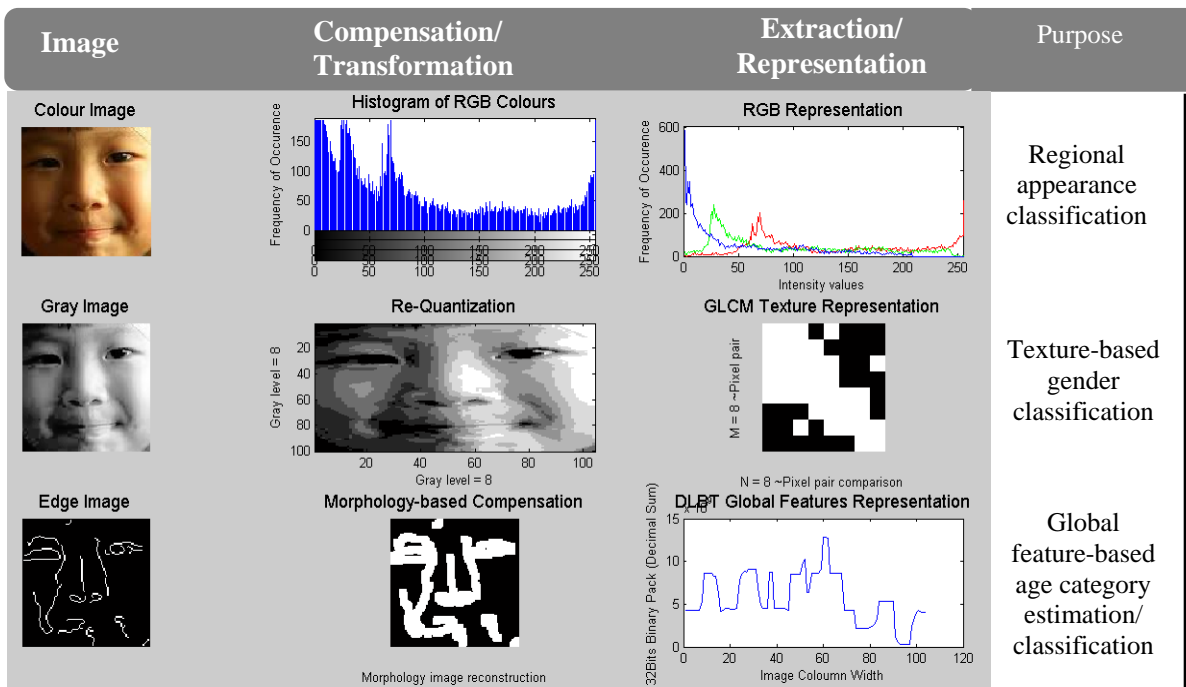 Image
Compensation/
Transformation
Extraction/
Representation
Purpose
Colour Image
Histogram of RGB Colours
Frequency of Occurence
150
100
50
0
0 50 100 150 200 250
0 50 100 150 200 250
RGB Representation
Frequency of Occurence
600
400
200
0
0 50 100 150 200 250
Intensity values
Regional
appearance
classification
Gray Image
Re-Quantization
Gray level = 8
20
40
60
80
100
20 40 60 80 100
Gray level = 8
GLCM Texture Representation
M = 8 ~Pixel pair
N = 8 ~Pixel pair comparison
Texture-based
gender
classification
Edge Image
Morphology-based Compensation
Morphology image reconstruction
DLBT Global Features Representation
32Bits Binary Pack (Decimal Sum)
15
10
5
0
0 20 40 60 80 100 120
Image Coloumn Width
Global
feature-based
age category
estimation/
classification